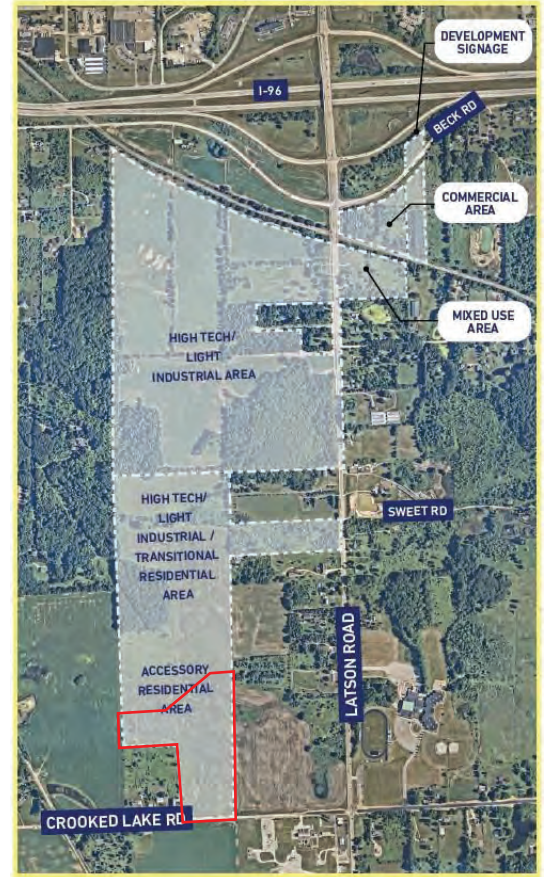 DEVELOPMENT
SIGNAGE
I-96
BECK RD
COMMERCIAL
AREA
MIXED USE
AREA
HIGH TECH/
LIGHT
INDUSTRIAL AREA
HIGH TECH/
LIGHT
INDUSTRIAL /
TRANSITIONAL
RESIDENTIAL
AREA
SWEET RD
LATSON ROAD
ACCESSORY
RESIDENTIAL
AREA
CROOKED LAKE RD